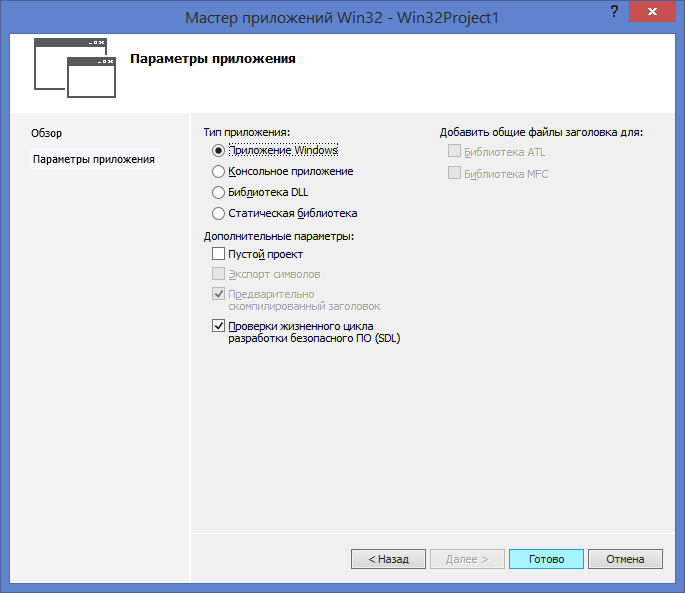 Мастер приложений Win32 - Win32Project1
?
Параметры приложения
Обзор
Параметры приложения
Тип приложения:
Приложение Windows
Консольное приложение
Библиотека DLL
Статическая библиотека
Дополнительные параметры:
Пустой проект
Экспорт символов
Предварительно
скомпилированный заголовок
Проверки жизненного цикла
разработки безопасного ПО (SDL)
Добавить общие файлы заголовка для:
Библиотека ATL
Библиотека MFC
< Назад
Далее >
Готово
Отмена